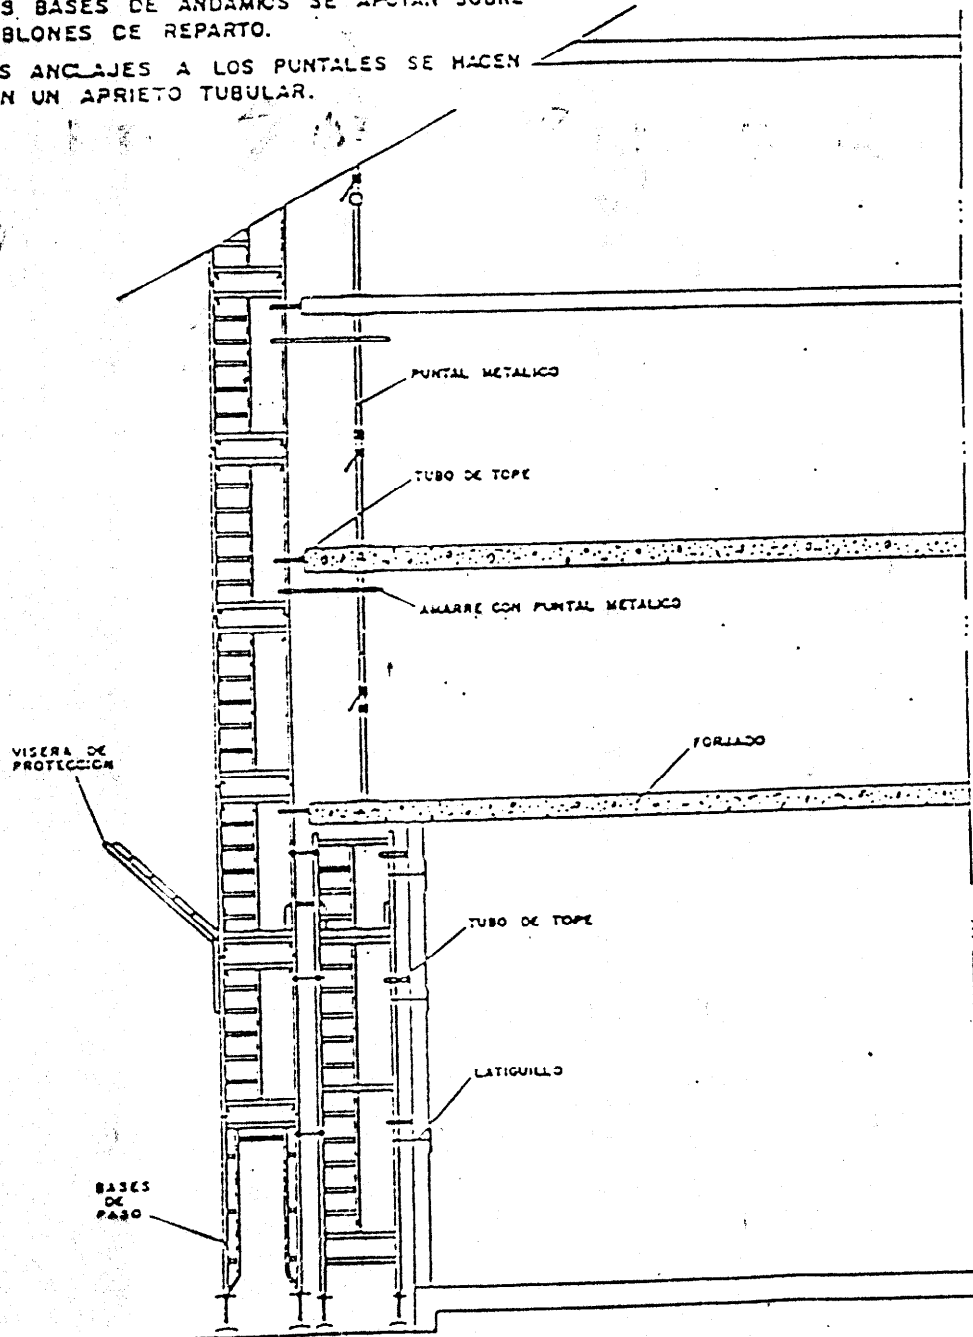 S BASES DE ANDAMIOS SE APOYAN SOBRE
BLONES DE REPARTO.
S ANCLAJES A LOS PUNTALES SE HACEN
N UN APRIETO TUBULAR.
PUNTAL METALICO
TUBO DE TOPE
AMARRE CON PUNTAL METALICO
VISERA DE
PROTECCION
FORJADO
TUBO DE TOPE
LATIGUILLO
BASES
DE
PASO